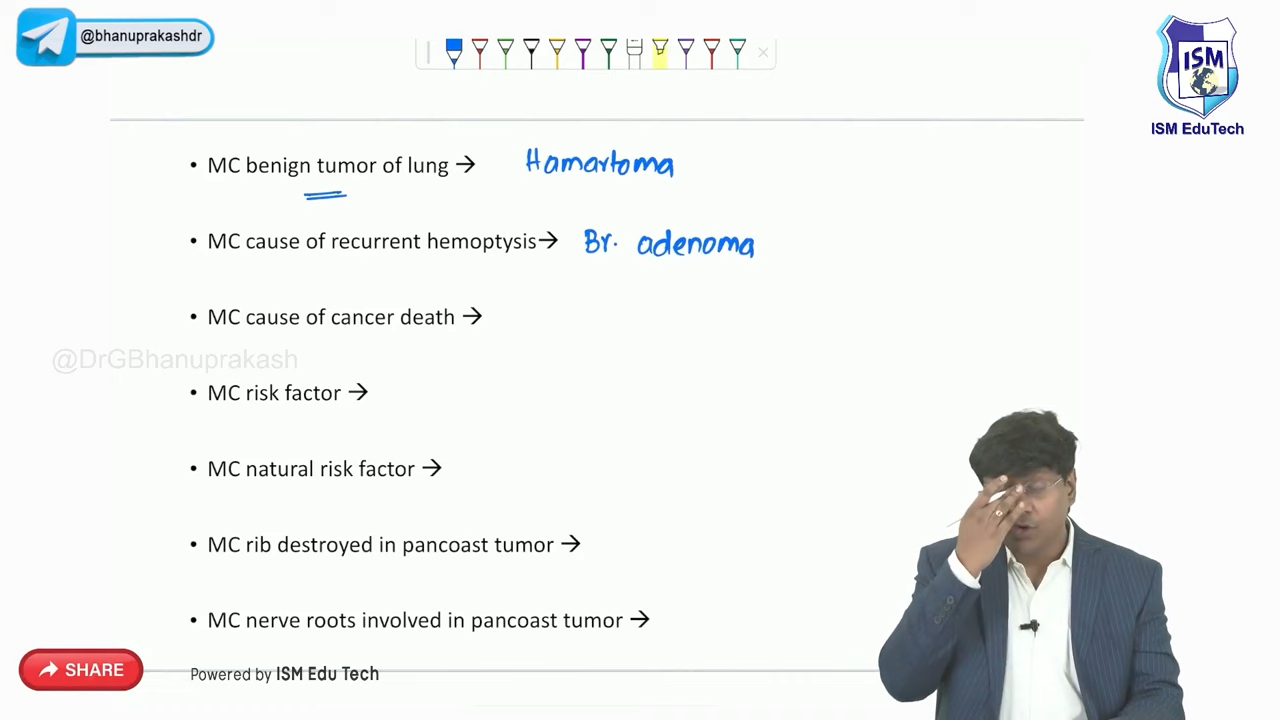 @bhanuprakashdr
ISM
ISM EduTech
• MC benign tumor of lung → Hamartoma
• MC cause of recurrent hemoptysis→ Br. adenoma
• MC cause of cancer death →
@DrGBhanuprakash
• MC risk factor →
• MC natural risk factor →
• MC rib destroyed in pancoast tumor →
• MC nerve roots involved in pancoast tumor →
SHARE
Powered by ISM Edu Tech